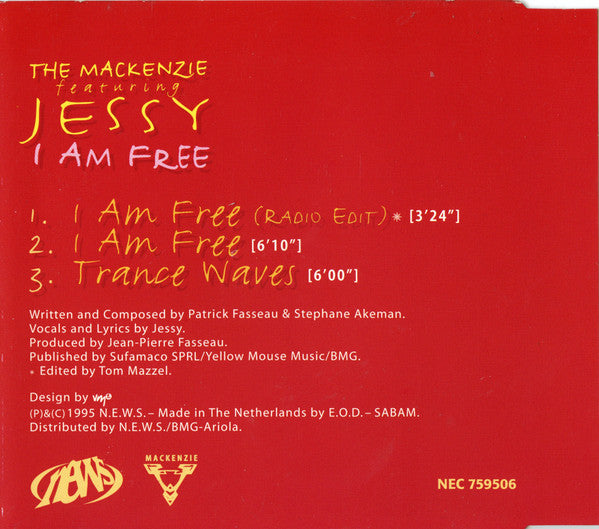 THE MACKENZIE
featuring
JESSY
I AM FREE
1. I Am Free (RADIO EDIT) * [3'24"]
2. I Am Free [6'10"]
3. Trance Waves [6'00"]
Written and Composed by Patrick Fasseau & Stephane Akeman.
Vocals and Lyrics by Jessy.
Produced by Jean-Pierre Fasseau.
Published by Sufamaco SPRL/Yellow Mouse Music/BMG.
* Edited by Tom Mazzel.
Design by
(P)&(C) 1995 N.E.W.S. – Made in The Netherlands by E.O.D. – SABAM.
Distributed by N.E.W.S./BMG-Ariola.
news
MACKENZIE
NEC 759506